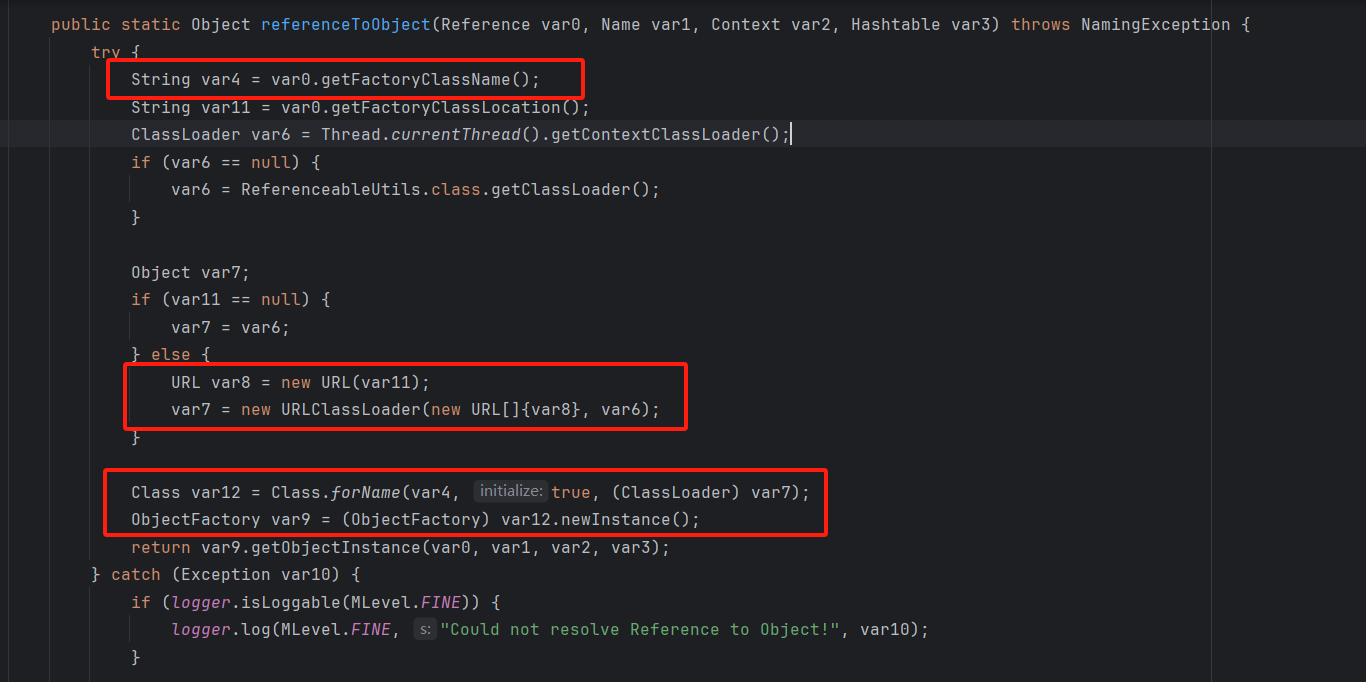 public static Object referenceToObject(Reference var0, Name var1, Context var2, Hashtable var3) throws NamingException {
try {
String var4 = var0.getFactoryClassName();
String var11 = var0.getFactoryClassLocation();
ClassLoader var6 = Thread.currentThread().getContextClassLoader();
if (var6 == null) {
var6 = ReferenceableUtils.class.getClassLoader();
}
Object var7;
if (var11 == null) {
var7 = var6;
} else {
URL var8 = new URL(var11);
var7 = new URLClassLoader(new URL[]{var8}, var6);
}
Class var12 = Class.forName(var4, initialize: true, (ClassLoader) var7);
ObjectFactory var9 = (ObjectFactory) var12.newInstance();
return var9.getObjectInstance(var0, var1, var2, var3);
} catch (Exception var10) {
if (logger.isLoggable(MLevel.FINE)) {
logger.log(MLevel.FINE, s: "Could not resolve Reference to Object!", var10);
}